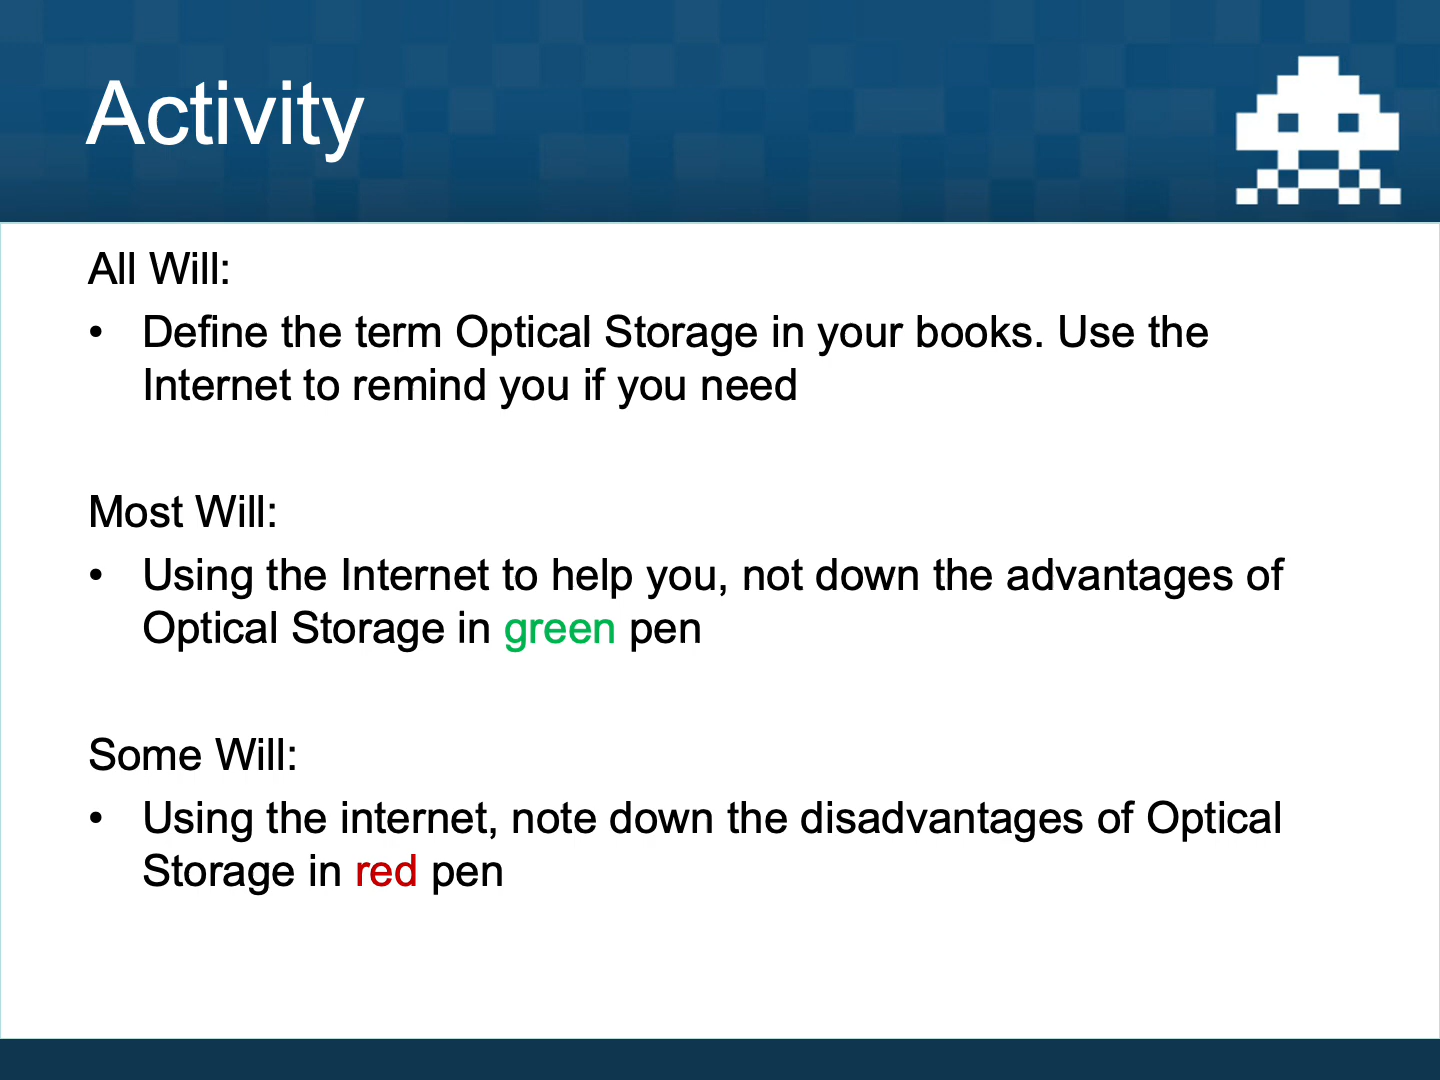 Activity
All Will:
• Define the term Optical Storage in your books. Use the
Internet to remind you if you need
Most Will:
• Using the Internet to help you, not down the advantages of
Optical Storage in green pen
Some Will:
• Using the internet, note down the disadvantages of Optical
Storage in red pen